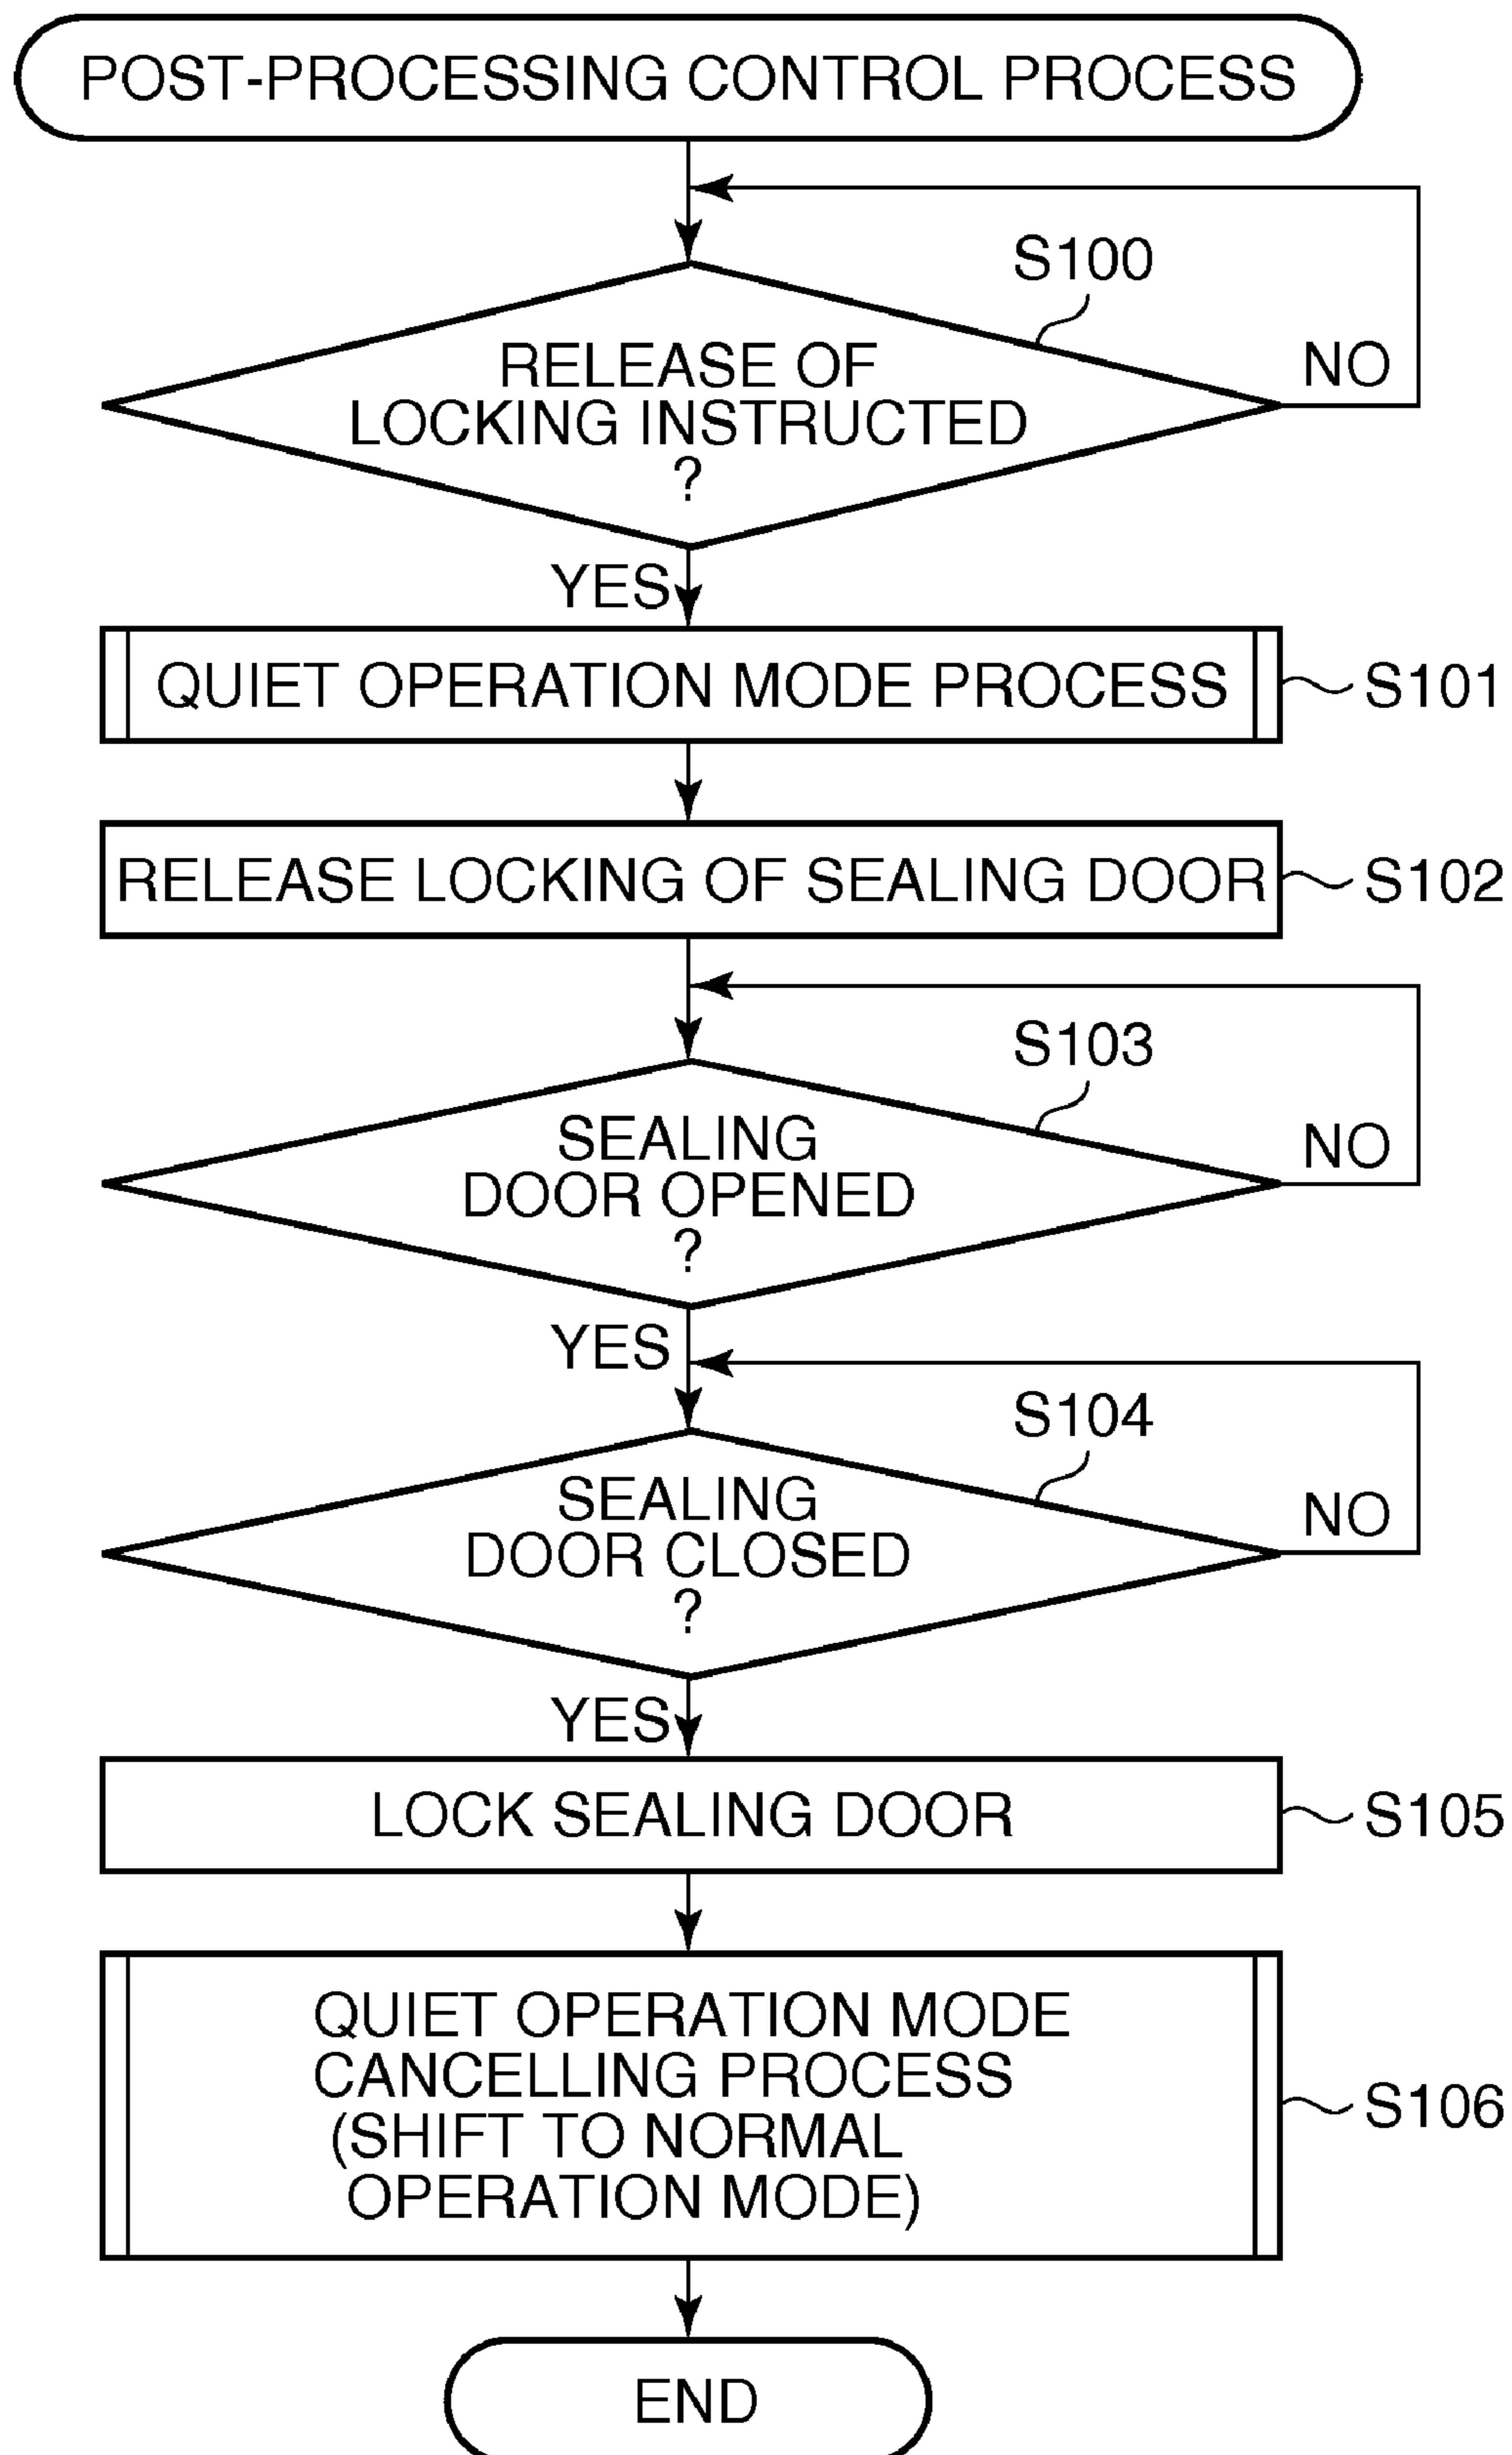 POST-PROCESSING CONTROL PROCESS
S100
RELEASE OF
LOCKING INSTRUCTED
?
NO
YES
QUIET OPERATION MODE PROCESS
S101
RELEASE LOCKING OF SEALING DOOR
S102
S103
SEALING
DOOR OPENED
?
NO
YES
S104
SEALING
DOOR CLOSED
?
NO
YES
LOCK SEALING DOOR
S105
QUIET OPERATION MODE
CANCELLING PROCESS
(SHIFT TO NORMAL
OPERATION MODE)
S106
END